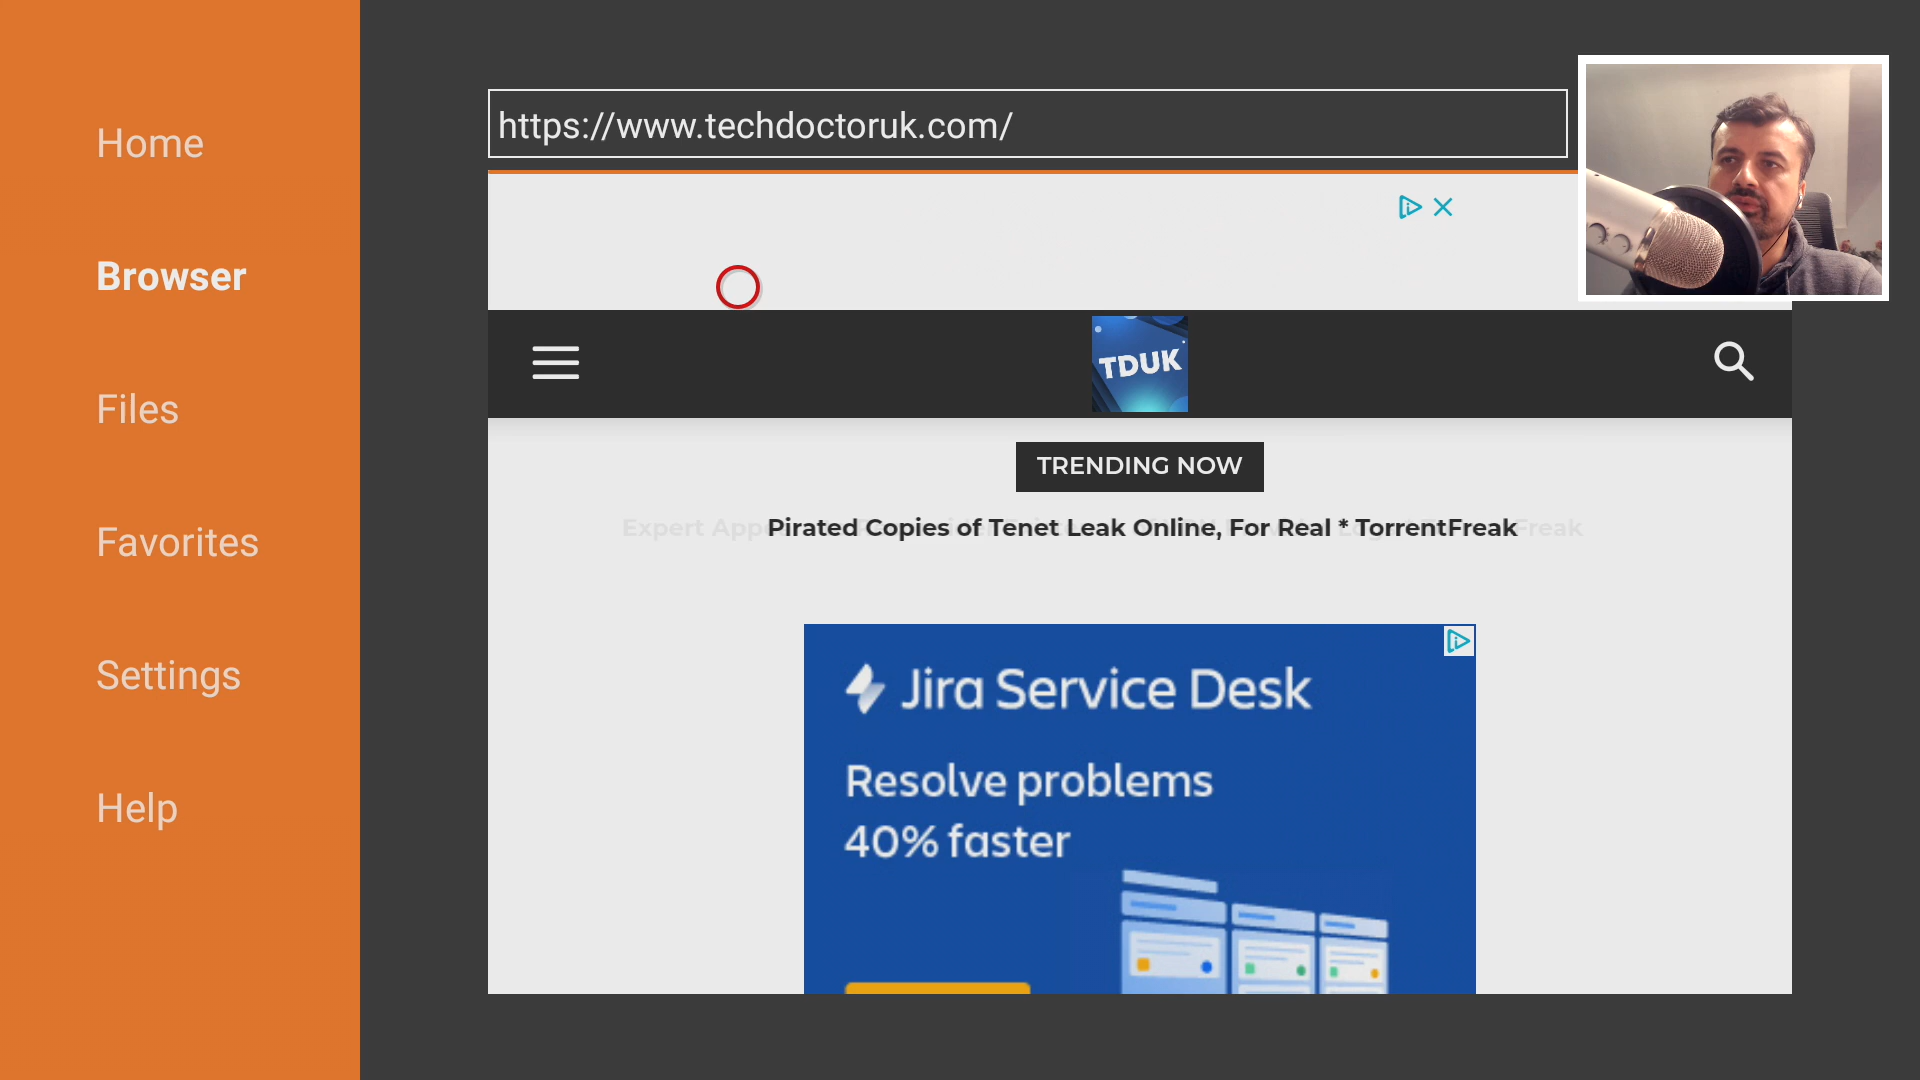 Home
Browser
Files
Favorites
Settings
Help
https://www.techdoctoruk.com/
TDUK
TRENDING NOW
Pirated Copies of Tenet Leak Online, For Real * TorrentFreak
Jira Service Desk
Resolve problems
40% faster